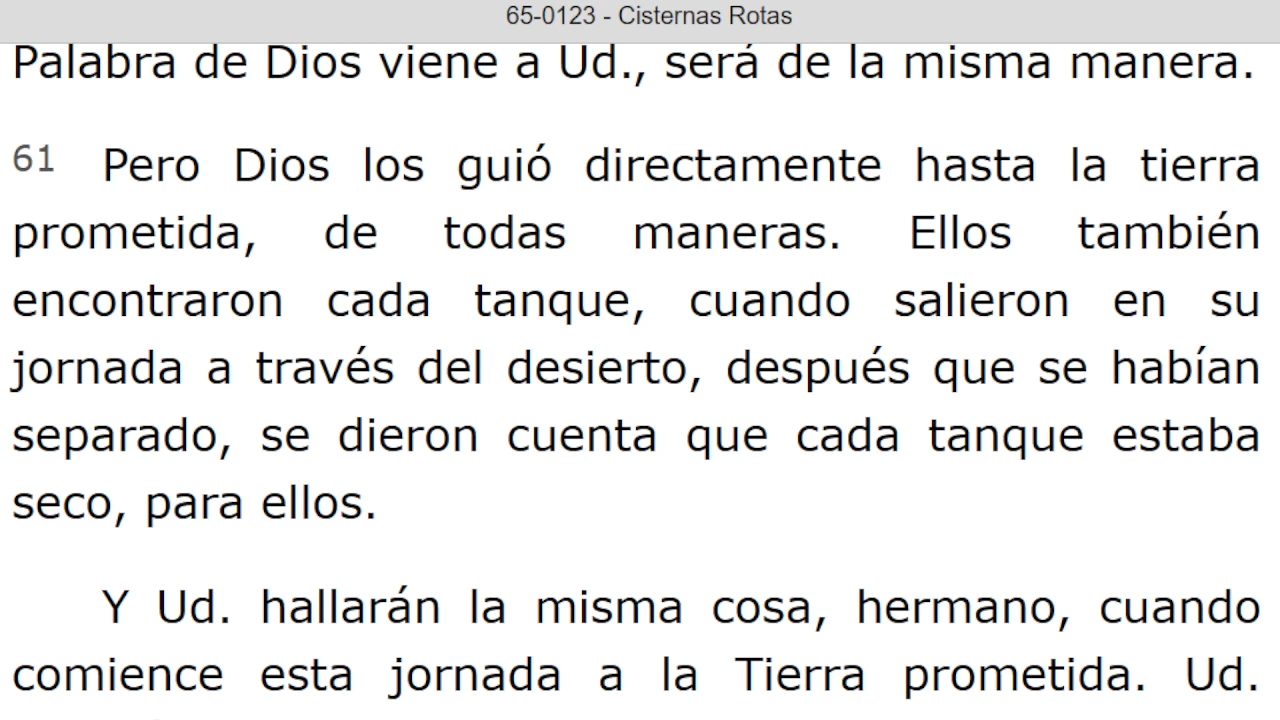 65-0123 - Cisternas Rotas
Palabra de Dios viene a Ud., será de la misma manera.
61 Pero Dios los guió directamente hasta la tierra
prometida, de todas maneras. Ellos también
encontraron cada tanque, cuando salieron en su
jornada a través del desierto, después que se habían
separado, se dieron cuenta que cada tanque estaba
seco, para ellos.
Y Ud. hallarán la misma cosa, hermano, cuando
comience esta jornada a la Tierra prometida. Ud.